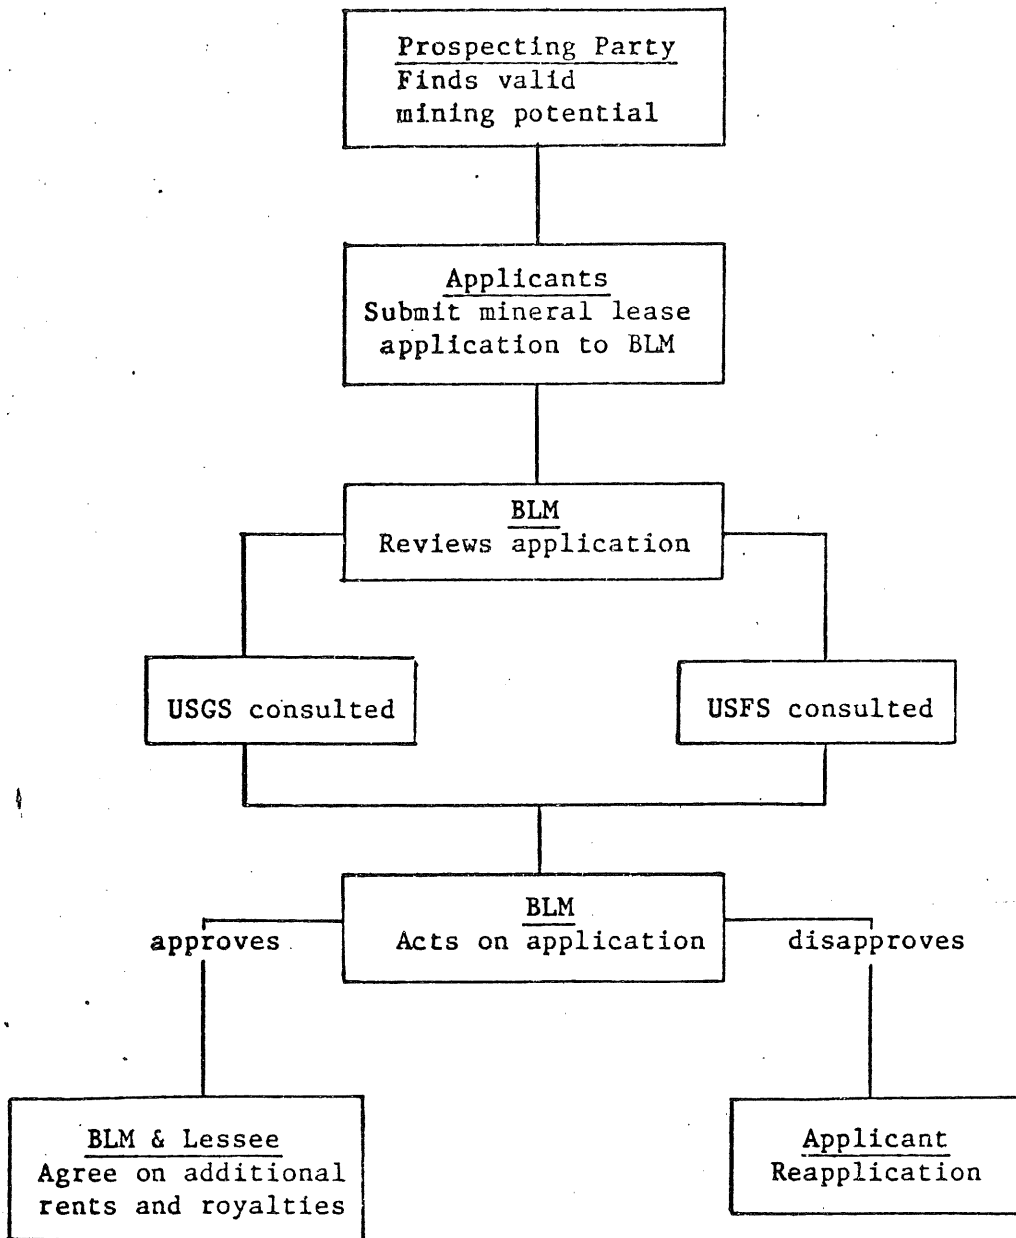 Prospecting Party
Finds valid
mining potential
Applicants
Submit mineral lease
application to BLM
BLM
Reviews application
USGS consulted
USFS consulted
BLM
Acts on application
approves
disapproves
BLM & Lessee
Agree on additional
rents and royalties
Applicant
Reapplication